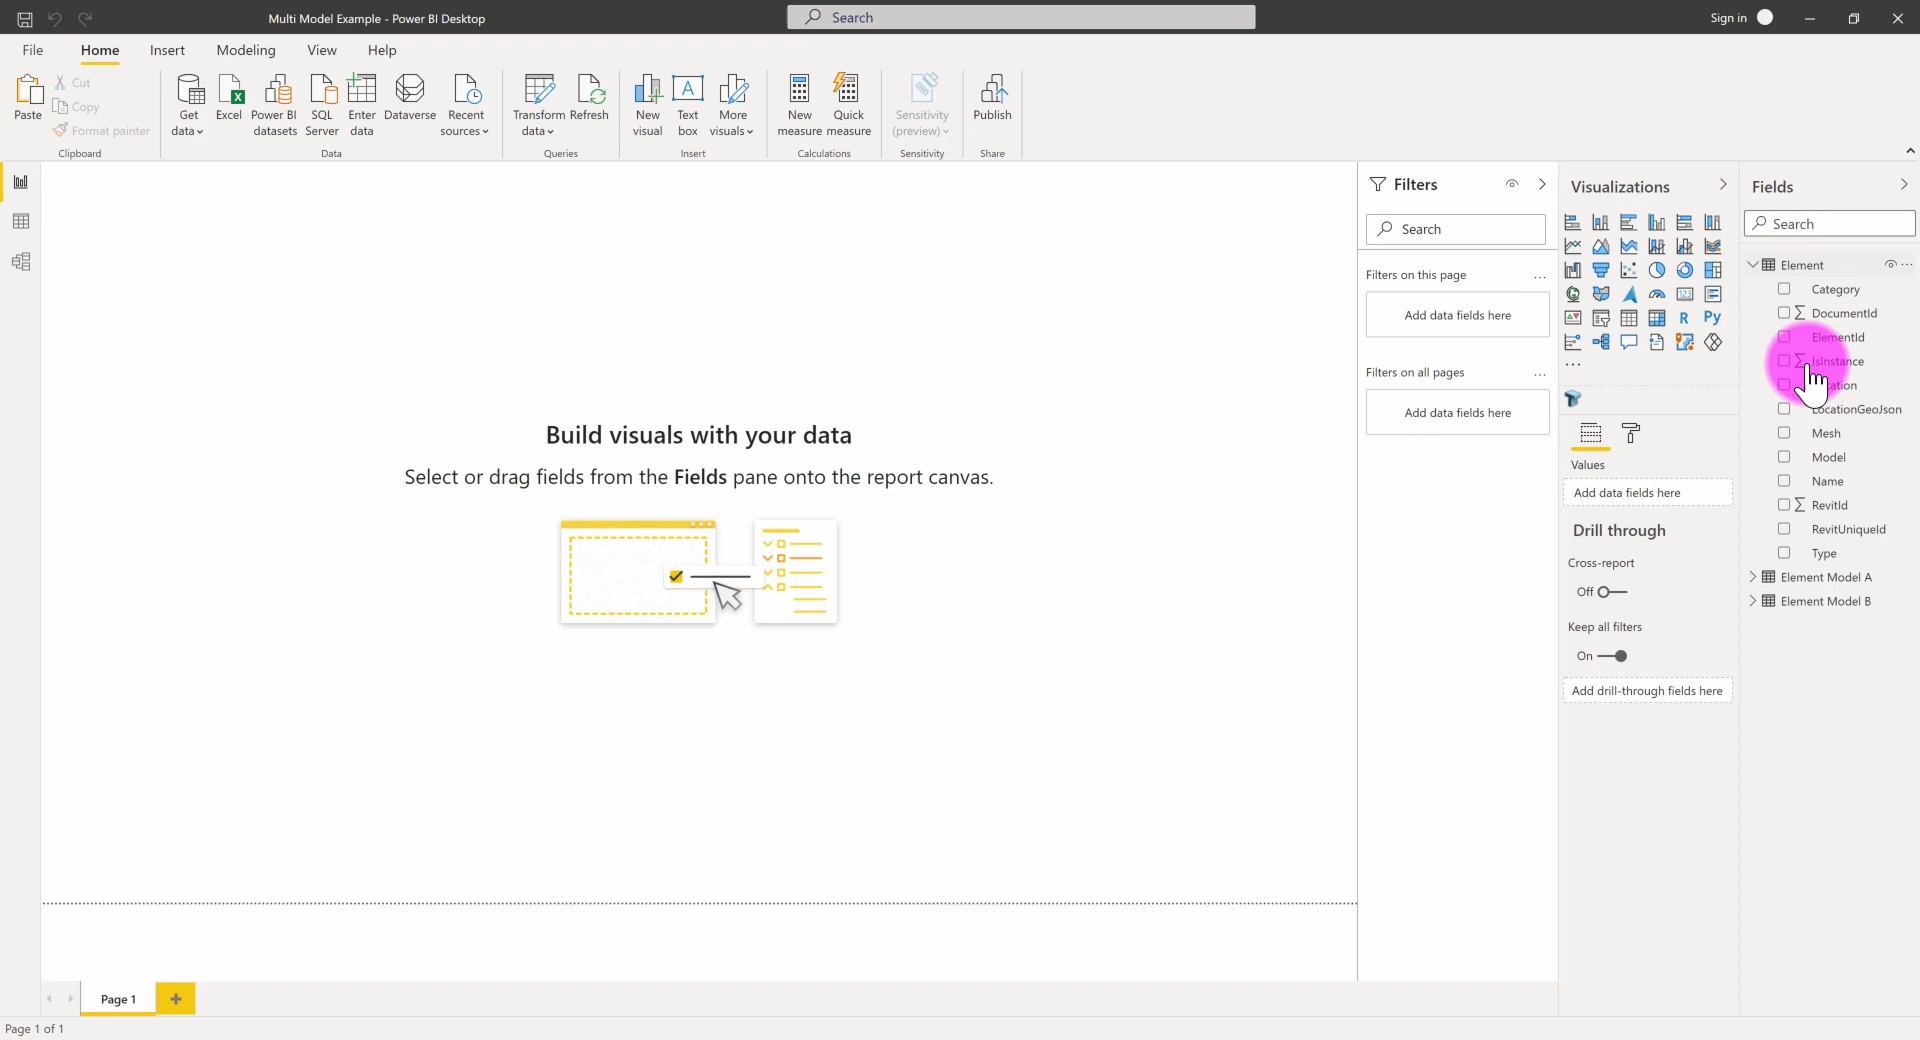 Multi Model Example - Power BI Desktop
Search
Sign in
File
Home
Insert
Modeling
View
Help
Paste
Cut
Copy
Format painter
Clipboard
Get data
Excel
Power BI datasets
SQL Server
Enter data
Dataverse
Recent sources
Data
Transform data
Refresh
Queries
New visual
A
Text box
More visuals
Insert
New measure
Quick measure
Calculations
Sensitivity (preview)
Sensitivity
Publish
Share
Build visuals with your data
Select or drag fields from the Fields pane onto the report canvas.
Filters
Search
Filters on this page
...
Add data fields here
Filters on all pages
...
Add data fields here
Visualizations
123
R
Py
...
Values
Add data fields here
Drill through
Cross-report
Off
Keep all filters
On
Add drill-through fields here
Fields
Search
Element
...
Category
DocumentId
ElementId
IsInstance
LocationGeoJson
Mesh
Model
Name
RevitId
RevitUniqueId
Type
Element Model A
Element Model B
Page 1
Page 1 of 1